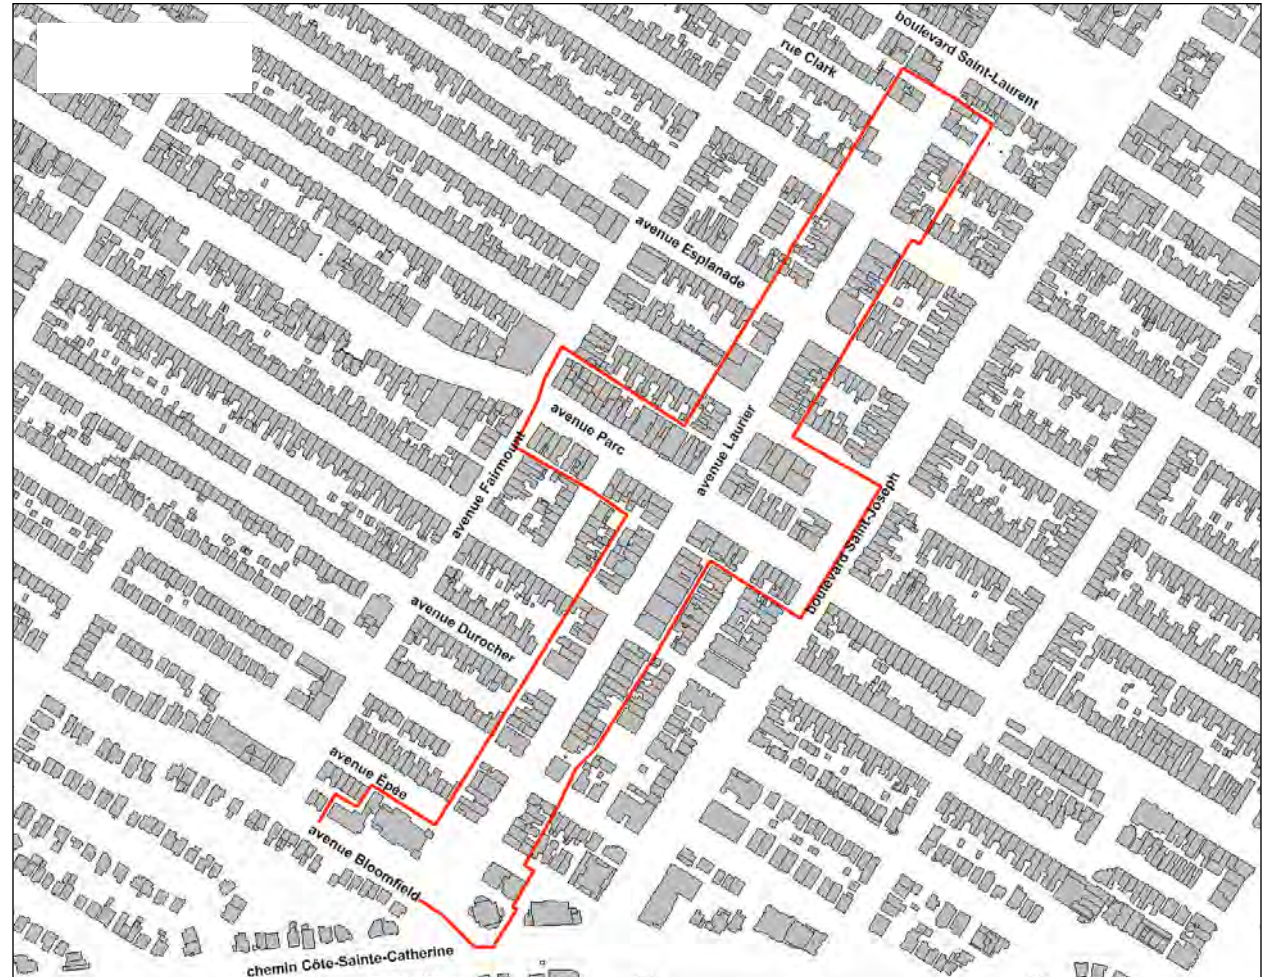 boulevard Saint-Laurent
rue Clark
avenue Esplanade
avenue Parc
avenue Laurier
avenue Fairmount
boulevard Saint-Joseph
avenue Durocher
avenue Épée
avenue Bloomfield
chemin Côte-Sainte-Catherine